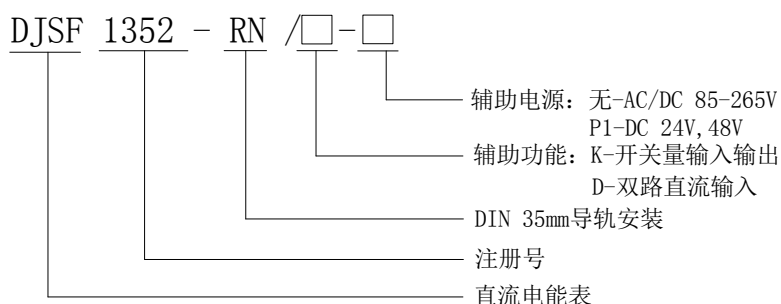 DJSF 1352 - RN /□-□
辅助电源: 无-AC/DC 85-265V
P1-DC 24V,48V
辅助功能: K-开关量输入输出
D-双路直流输入
DIN 35mm导轨安装
注册号
直流电能表